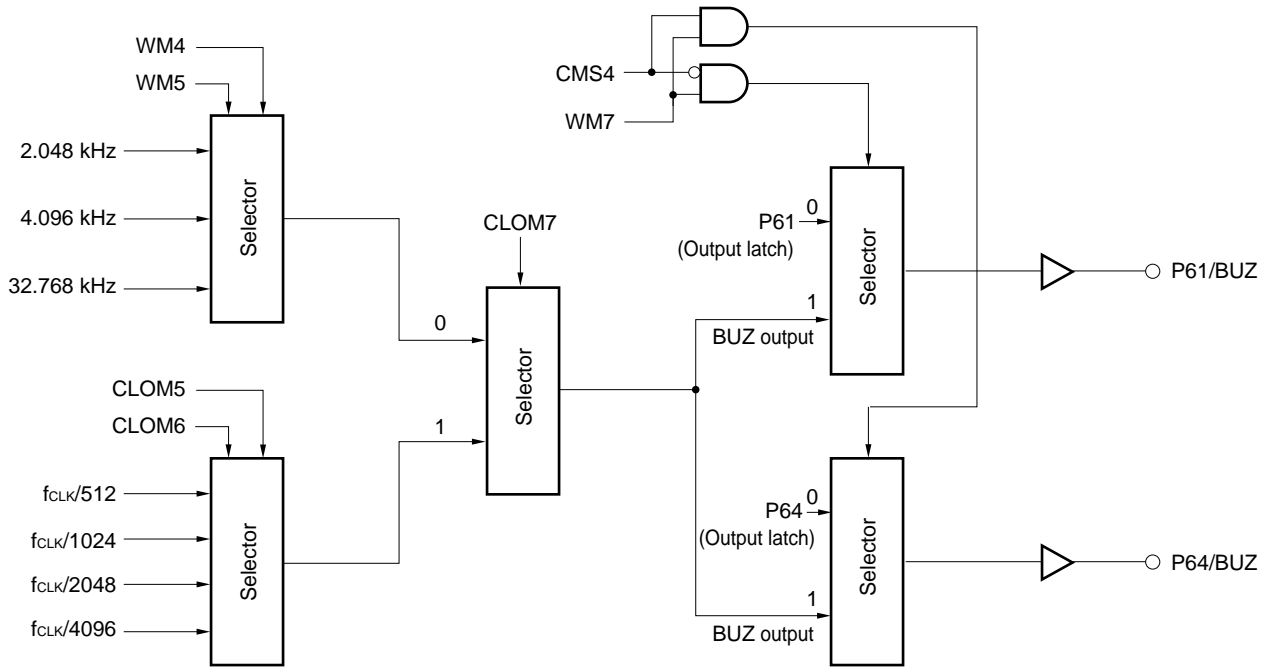 WM4
WM5
2.048 kHz
4.096 kHz
32.768 kHz
Selector
CLOM5
CLOM6
fCLK/512
fCLK/1024
fCLK/2048
fCLK/4096
Selector
CLOM7
0
1
Selector
CMS4
WM7
P61
0
(Output latch)
1
BUZ output
Selector
P61/BUZ
P64
0
(Output latch)
1
BUZ output
Selector
P64/BUZ